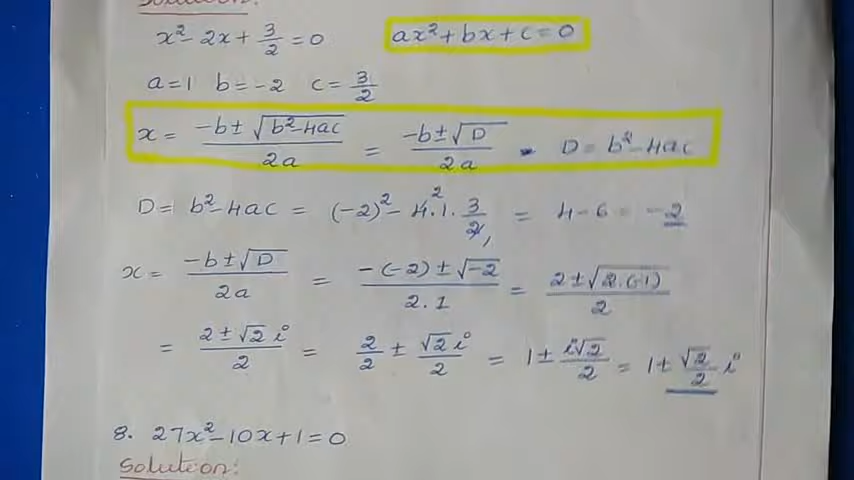 Solution:
x² - 2x + 3/2 = 0 ax² + bx + c = 0
a = 1 b = -2 c = 3/2
x = (-b ± √(b² - 4ac))/2a = (-b ± √D)/2a D = b² - 4ac
D = b² - 4ac = (-2)² - 4·1·3/2 = 4 - 6 = -2
x = (-b ± √D)/2a = (-(-2) ± √-2)/2.1 = (2 ± √(2·(-1)))/2
= (2 ± √2 i)/2 = 2/2 ± √2 i/2 = 1 ± i√2/2 = 1 ± √2/2 i
8. 27x² - 10x + 1 = 0
Solution: